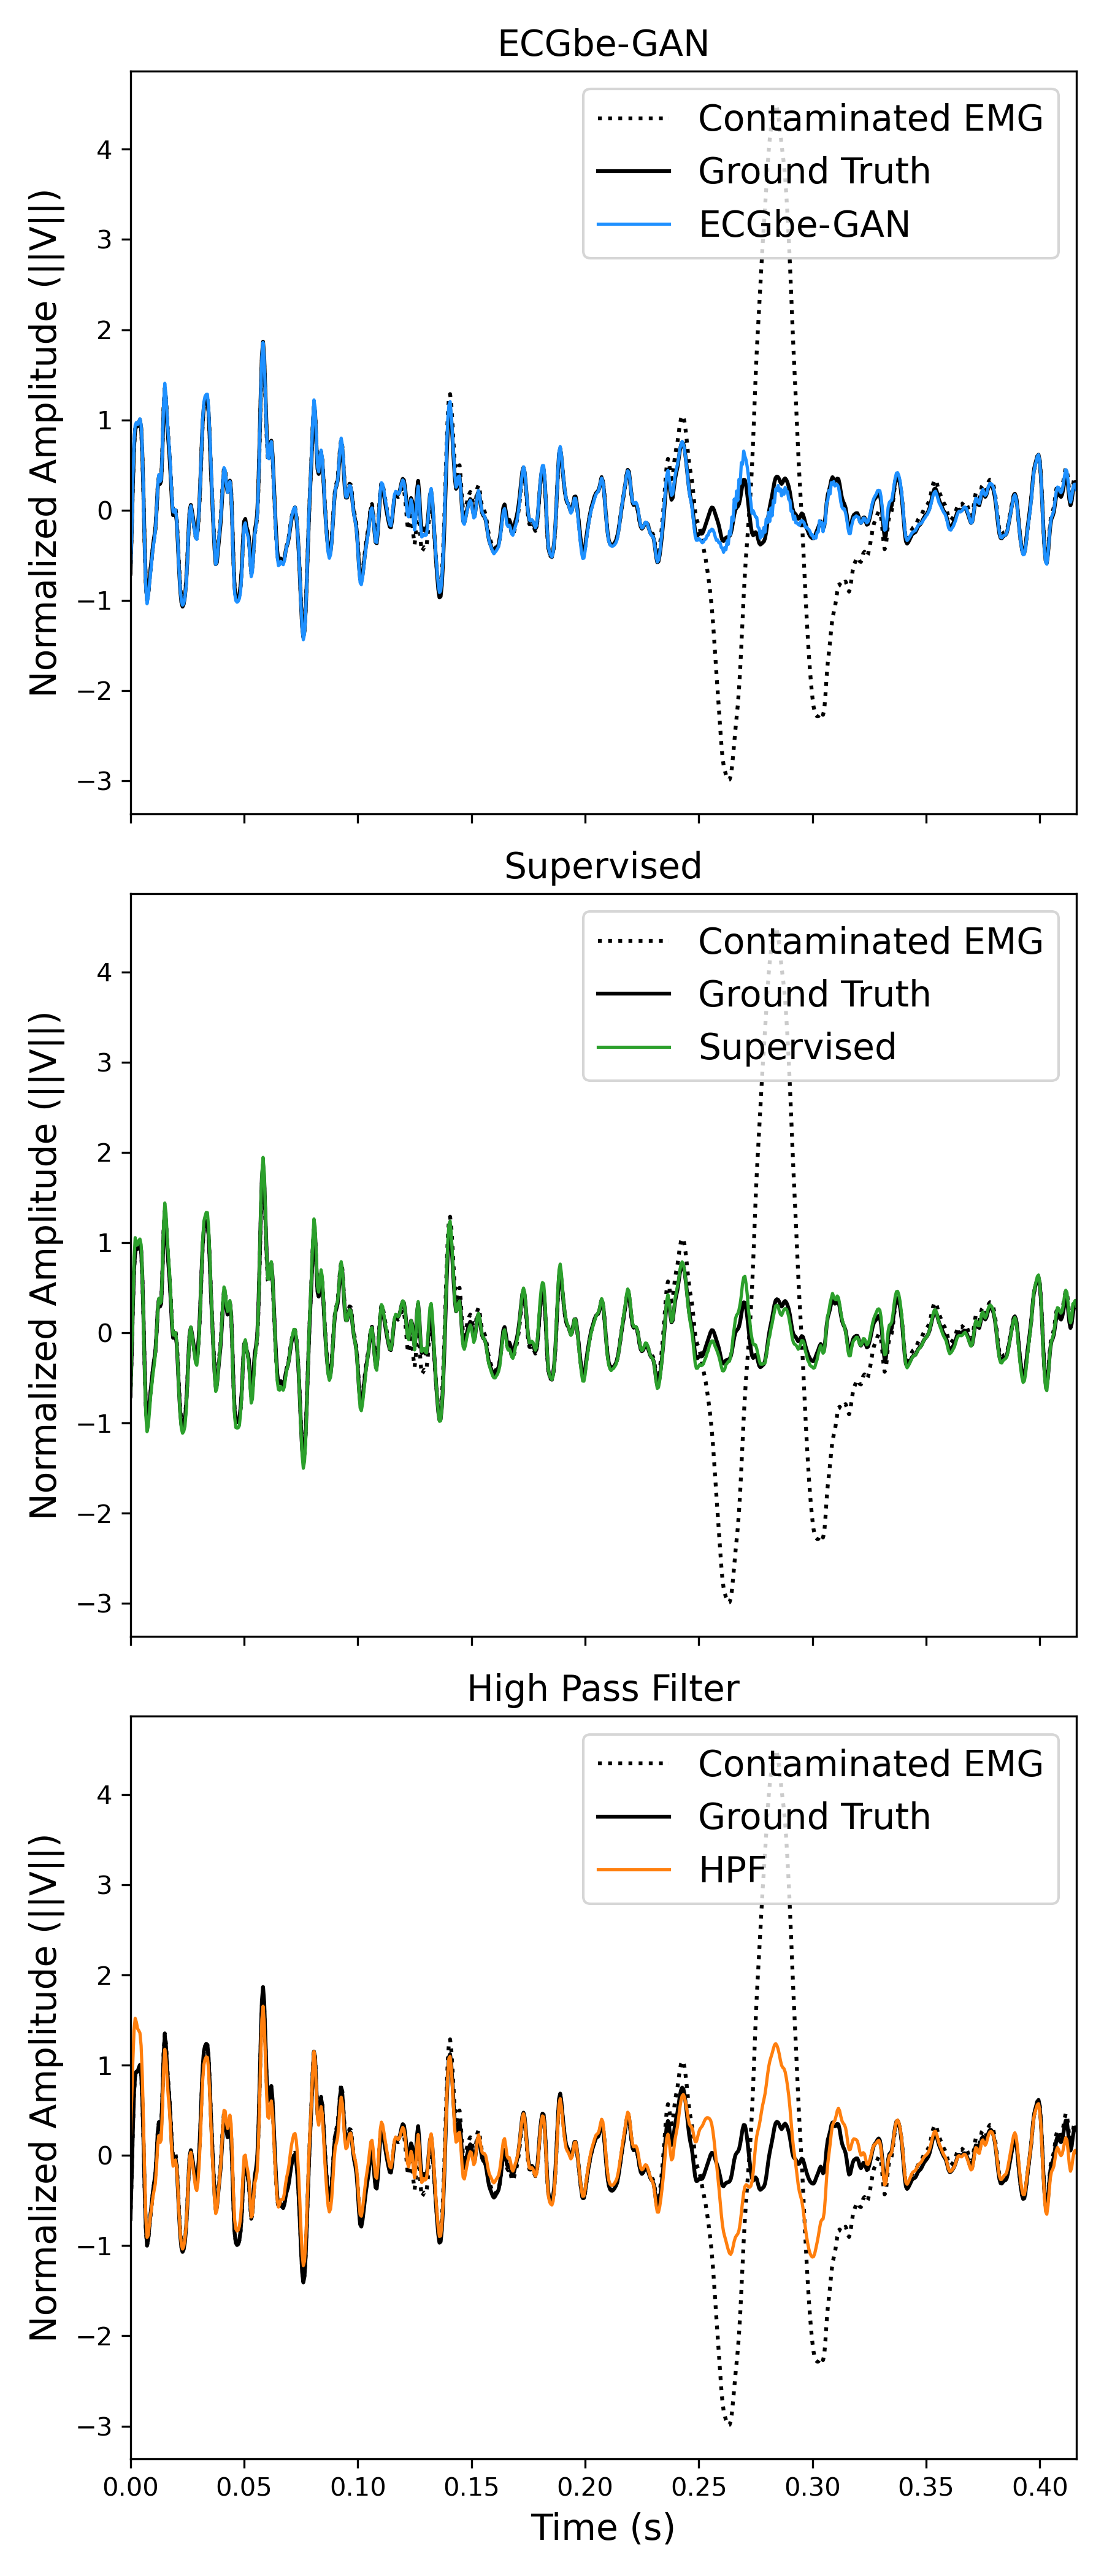 ECGbe-GAN
Contaminated EMG
Ground Truth
ECGbe-GAN
Normalized Amplitude (||V||)
4
3
2
1
0
−1
−2
−3
Supervised
Contaminated EMG
Ground Truth
Supervised
Normalized Amplitude (||V||)
4
3
2
1
0
−1
−2
−3
High Pass Filter
Contaminated EMG
Ground Truth
HPF
Normalized Amplitude (||V||)
4
3
2
1
0
−1
−2
−3
0.00 0.05 0.10 0.15 0.20 0.25 0.30 0.35 0.40
Time (s)